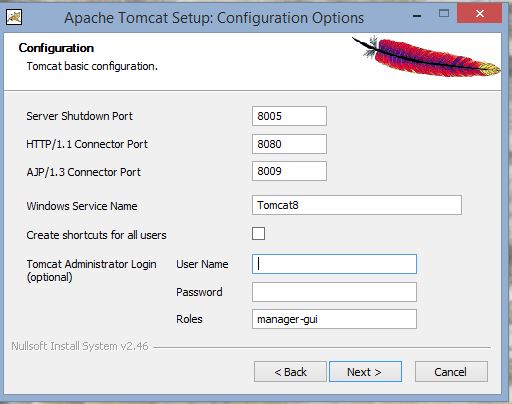 Apache Tomcat Setup: Configuration Options
Configuration
Tomcat basic configuration.
Server Shutdown Port 8005
HTTP/1.1 Connector Port 8080
AJP/1.3 Connector Port 8009
Windows Service Name Tomcat8
Create shortcuts for all users
Tomcat Administrator Login User Name
(optional)
Password
Roles manager-gui
Nullsoft Install System v2.46
< Back Next > Cancel